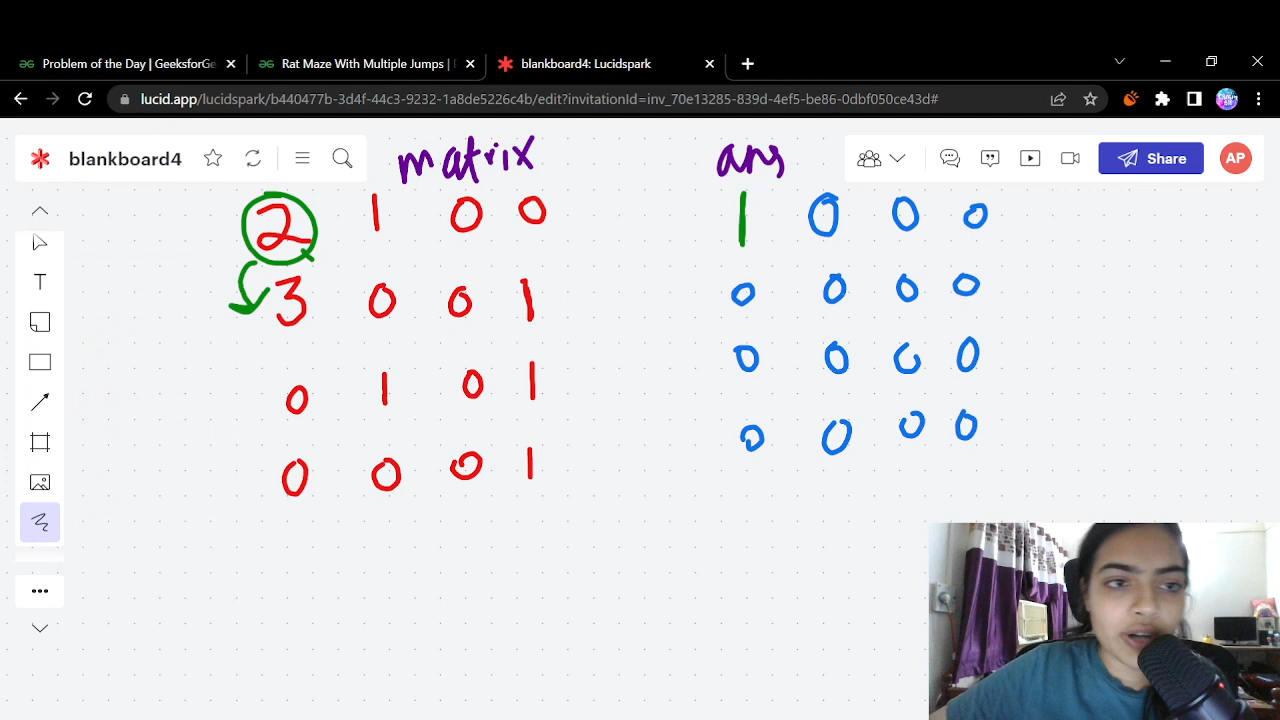 Problem of the Day | GeeksforGe
Rat Maze With Multiple Jumps |
blankboard4: Lucidspark
lucid.app/lucidspark/b440477b-3d4f-44c3-9232-1a8de5226c4b/edit?invitationId=inv_70e13285-839d-4ef5-be86-0dbf050ce43d#
blankboard4
Share
AP
T
matrix ans
2 1 0 0 1 0 0 0
3 0 0 1 0 0 0 0
0 1 0 1 0 0 0 0
0 0 0 1 0 0 0 0